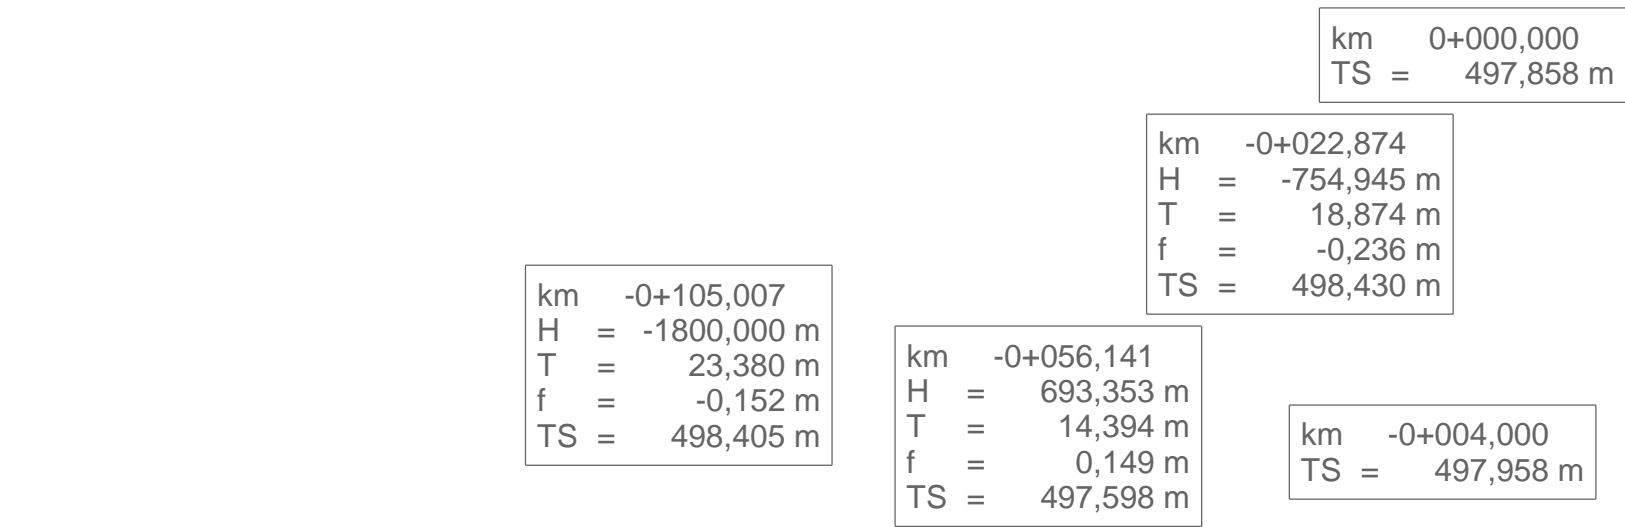 km 0+000,000
TS = 497,858 m
km -0+022,874
H = -754,945 m
T = 18,874 m
f = -0,236 m
TS = 498,430 m
km -0+105,007
H = -1800,000 m
T = 23,380 m
f = -0,152 m
TS = 498,405 m
km -0+056,141
H = 693,353 m
T = 14,394 m
f = 0,149 m
TS = 497,598 m
km -0+004,000
TS = 497,958 m